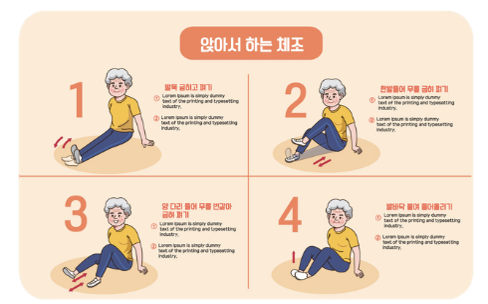 앉아서 하는 체조
1
발목 굽히고 펴기
① Lorem Ipsum is simply dummy
text of the printing and typesetting
industry.
② Lorem Ipsum is simply dummy
text of the printing and typesetting
industry.
2
한발들어 무릎 굽혀 펴기
① Lorem Ipsum is simply dummy
text of the printing and typesetting
industry.
② Lorem Ipsum is simply dummy
text of the printing and typesetting
industry.
3
양 다리 들어 무릎 번갈아
굽혀 펴기
① Lorem Ipsum is simply dummy
text of the printing and typesetting
industry.
② Lorem Ipsum is simply dummy
text of the printing and typesetting
industry.
4
발바닥 붙여 들어올리기
① Lorem Ipsum is simply dummy
text of the printing and typesetting
industry.
② Lorem Ipsum is simply dummy
text of the printing and typesetting
industry.